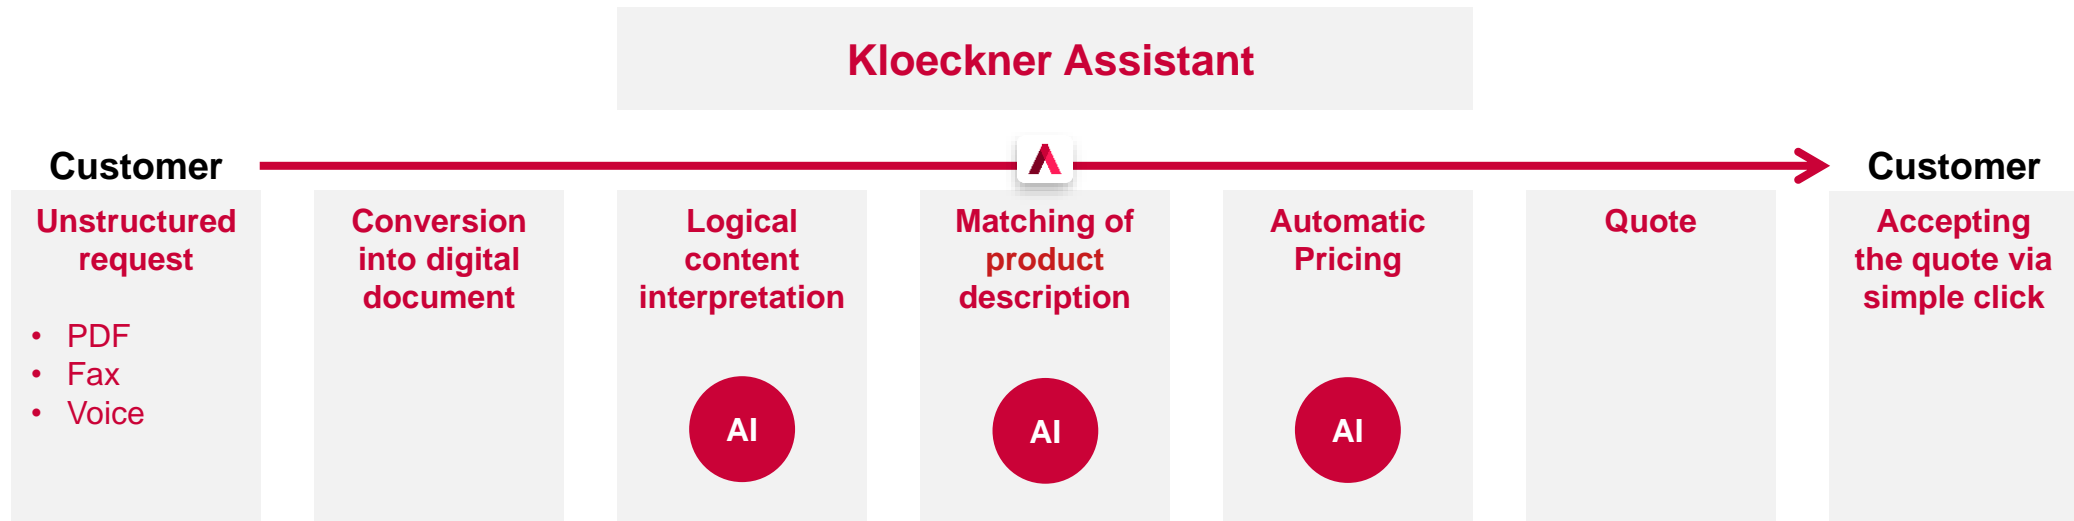 Kloeckner Assistant
Customer
Customer
Unstructured
request
• PDF
• Fax
• Voice
Conversion
into digital
document
Logical
content
interpretation
AI
Matching of
product
description
AI
Automatic
Pricing
AI
Quote
Accepting
the quote via
simple click